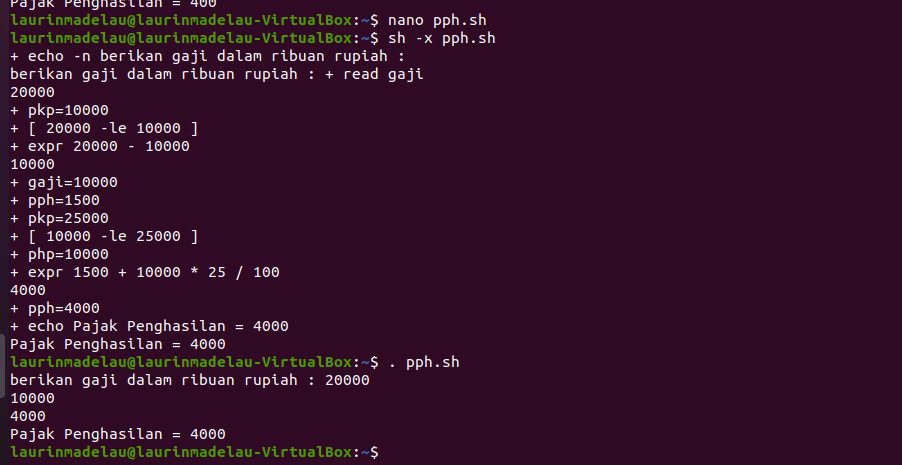 Pajak Penghasilan = 400
laurinmadelau@laurinmadelau-VirtualBox:~$ nano pph.sh
laurinmadelau@laurinmadelau-VirtualBox:~$ sh -x pph.sh
+ echo -n berikan gaji dalam ribuan rupiah :
berikan gaji dalam ribuan rupiah : + read gaji
20000
+ pkp=10000
+ [ 20000 -le 10000 ]
+ expr 20000 - 10000
10000
+ gaji=10000
+ pph=1500
+ pkp=25000
+ [ 10000 -le 25000 ]
+ php=10000
+ expr 1500 + 10000 * 25 / 100
4000
+ pph=4000
+ echo Pajak Penghasilan = 4000
Pajak Penghasilan = 4000
laurinmadelau@laurinmadelau-VirtualBox:~$ . pph.sh
berikan gaji dalam ribuan rupiah : 20000
10000
4000
Pajak Penghasilan = 4000
laurinmadelau@laurinmadelau-VirtualBox:~$